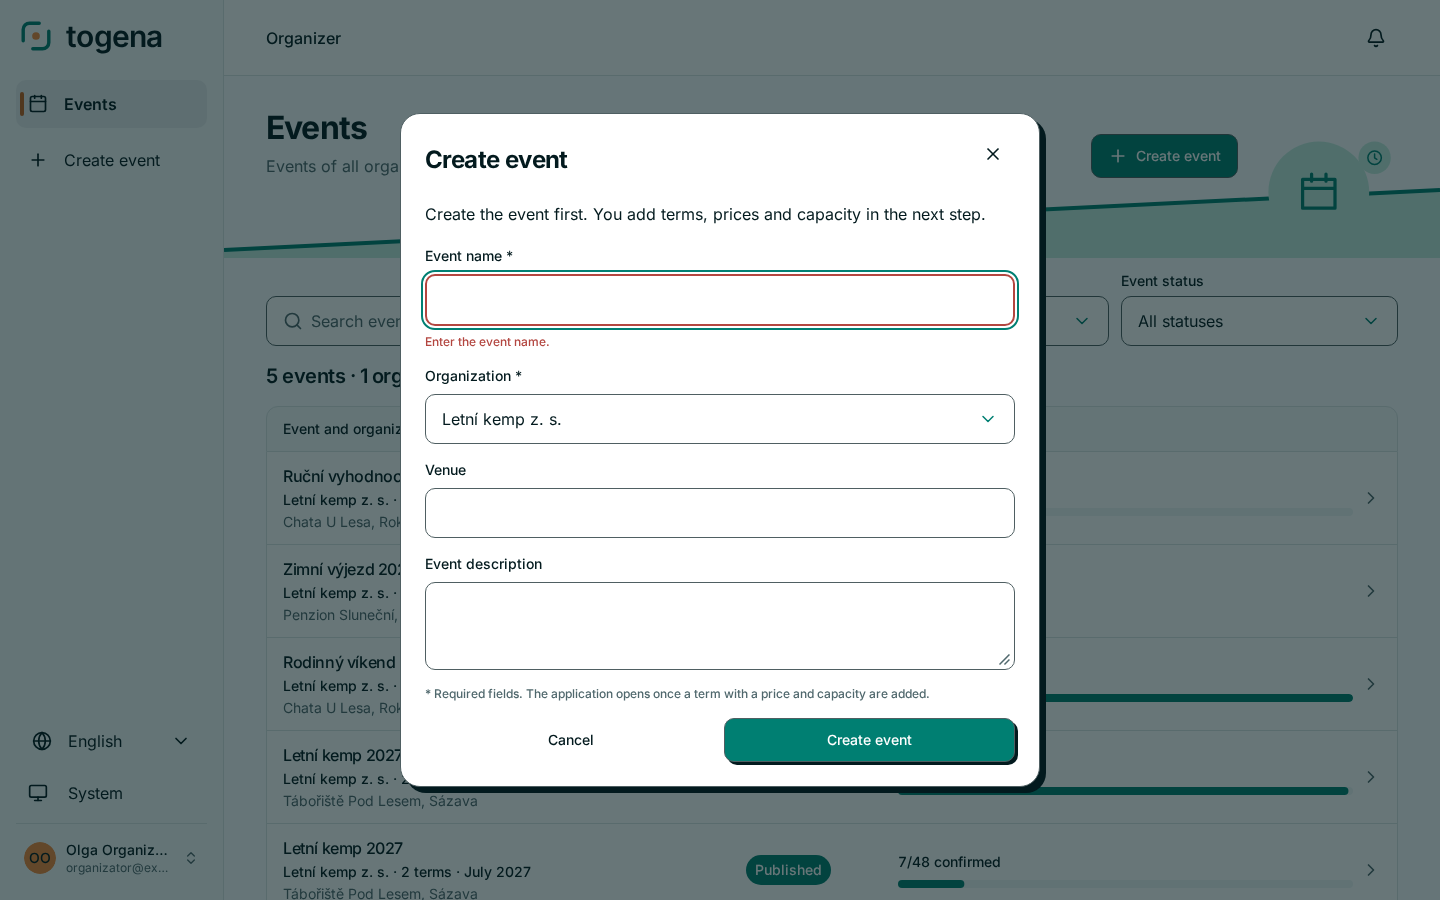 togena
Organizer
Events
Create event
Events
Events of all orga
Create event
Search ever
Event status
All statuses
5 events · 1 org
Event and organiz
Ruční vyhodnoc
Letní kemp z. s. ·
Chata U Lesa, Rok
Zimní výjezd 202
Letní kemp z. s. ·
Penzion Sluneční,
Rodinný víkend
Letní kemp z. s. ·
Chata U Lesa, Rok
Letní kemp 2027
Letní kemp z. s. · 2
Tábořiště Pod Lesem, Sázava
Letní kemp 2027
Letní kemp z. s. · 2 terms · July 2027
Tábořiště Pod Lesem, Sázava
Published
7/48 confirmed
Create event
Create the event first. You add terms, prices and capacity in the next step.
Event name *
Enter the event name.
Organization *
Letní kemp z. s.
Venue
Event description
* Required fields. The application opens once a term with a price and capacity are added.
Cancel
Create event
English
System
OO
Olga Organiz...
organizator@ex...